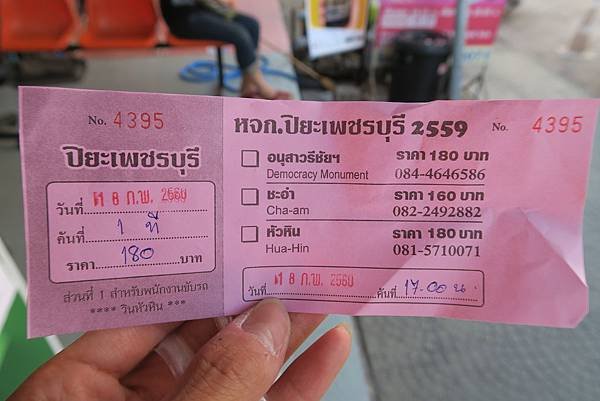 No. 4395
ปิยะเพชรบุรี
วันที่ 18 ก.พ. 2560
คันที่ 1 ที่
ราคา 180 บาท
ส่วนที่ 1 สำหรับพนักงานขับรถ
**** วินหัวหิน ***
หจก.ปิยะเพชรบุรี 2559 No. 4395
อนุสาวรีชัยฯ ราคา 180 บาท
Democracy Monument 084-4646586
ชะอำ ราคา 160 บาท
Cha-am 082-2492882
หัวหิน ราคา 180 บาท
Hua-Hin 081-5710071
วันที่ 18 ก.พ. 2560 คันที่ 17.00 น.